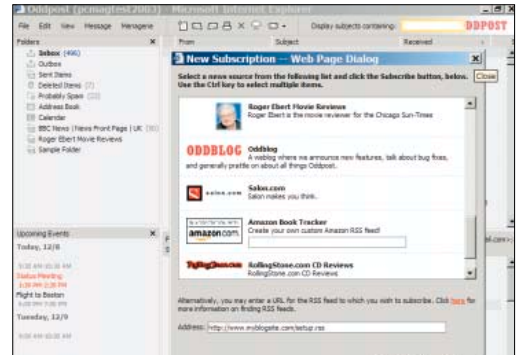 Oddpost (pcmagtest2003) Microsoft Internet Explorer
File Edit View Message Menagerie
Display subjects containing:
ODDPOST
Folders
From Subject Received
Inbox (496)
Outbox
Sent Items
Deleted Items (7)
Probably Spam (22)
Address Book
Calendar
BBC News | News Front Page | UK (30)
Roger Ebert Movie Reviews
Sample Folder
New Subscription -- Web Page Dialog
Close
Select a news source from the following list and click the Subscribe button, below.
Use the Ctrl key to select multiple items.
Roger Ebert Movie Reviews
Roger Ebert is the movie reviewer for the Chicago Sun-Times
ODDBLOG
Oddblog
A weblog where we announce new features, talk about bug fixes,
and generally prattle on about all things Oddpost.
salon.com
Salon.com
Salon makes you think.
amazon.com
Amazon Book Tracker
Create your own custom Amazon RSS feed!
RollingStone.com
RollingStone.com CD Reviews
RollingStone.com CD Reviews
Alternatively, you may enter a URL for the RSS feed to which you wish to subscribe. Click here for
more information on finding RSS feeds.
Address: http://www.myblogsite.com/setup.rss
Upcoming Events
Today, 12/8
Status Meeting
Flight to Boston
Tuesday, 12/9